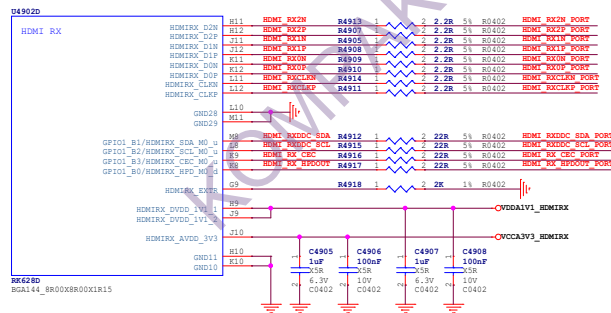 U4902D
HDMI RX
HDMIRX_D2N H11 HDMI_RX2N R4913 1 2 2.2R 5% R0402 HDMI_RX2N_PORT
HDMIRX_D2P H12 HDMI_RX2P R4907 1 2 2.2R 5% R0402 HDMI_RX2P_PORT
HDMIRX_D1N J11 HDMI_RX1N R4905 1 2 2.2R 5% R0402 HDMI_RX1N_PORT
HDMIRX_D1P J12 HDMI_RX1P R4908 1 2 2.2R 5% R0402 HDMI_RX1P_PORT
HDMIRX_D0N K11 HDMI_RX0N R4909 1 2 2.2R 5% R0402 HDMI_RX0N_PORT
HDMIRX_D0P K12 HDMI_RX0P R4910 1 2 2.2R 5% R0402 HDMI_RX0P_PORT
HDMIRX_CLKN L11 HDMI_RXCLKN R4914 1 2 2.2R 5% R0402 HDMI_RXCLKN_PORT
HDMIRX_CLKP L12 HDMI_RXCLKP R4911 1 2 2.2R 5% R0402 HDMI_RXCLKP_PORT
GND28 L10
GND29 M11
GPIO1_B1/HDMIRX_SDA_M0_u M8 HDMI_RXDDC_SDA R4912 1 2 22R 5% R0402 HDMI_RXDDC_SDA_PORT
GPIO1_B2/HDMIRX_SCL_M0_u L8 HDMI_RXDDC_SCL R4915 1 2 22R 5% R0402 HDMI_RXDDC_SCL_PORT
GPIO1_B3/HDMIRX_CEC_M0_u K9 HDMI_RX_CEC R4916 1 2 22R 5% R0402 HDMI_RX_CEC_PORT
GPIO1_B0/HDMIRX_HPD_M0_d K8 HDMI_RX_HPDOUT R4917 1 2 22R 5% R0402 HDMI_RX_HPDOUT_PORT
HDMIRX_EXTR G9 R4918 1 2 2K 1% R0402
HDMIRX_DVDD_1V1_1 H9 VDDA1V1_HDMIRX
HDMIRX_DVDD_1V1_2 J9
HDMIRX_AVDD_3V3 J10 VCCA3V3_HDMIRX
GND11 H10
GND10 K10
C4905 C4906 C4907 C4908
1uF 100nF 1uF 100nF
X5R X5R X5R X5R
6.3V 10V 6.3V 10V
C0402 C0402 C0402 C0402
RK628D
BGA144_8R00X8R00X1R15
KOMPAK